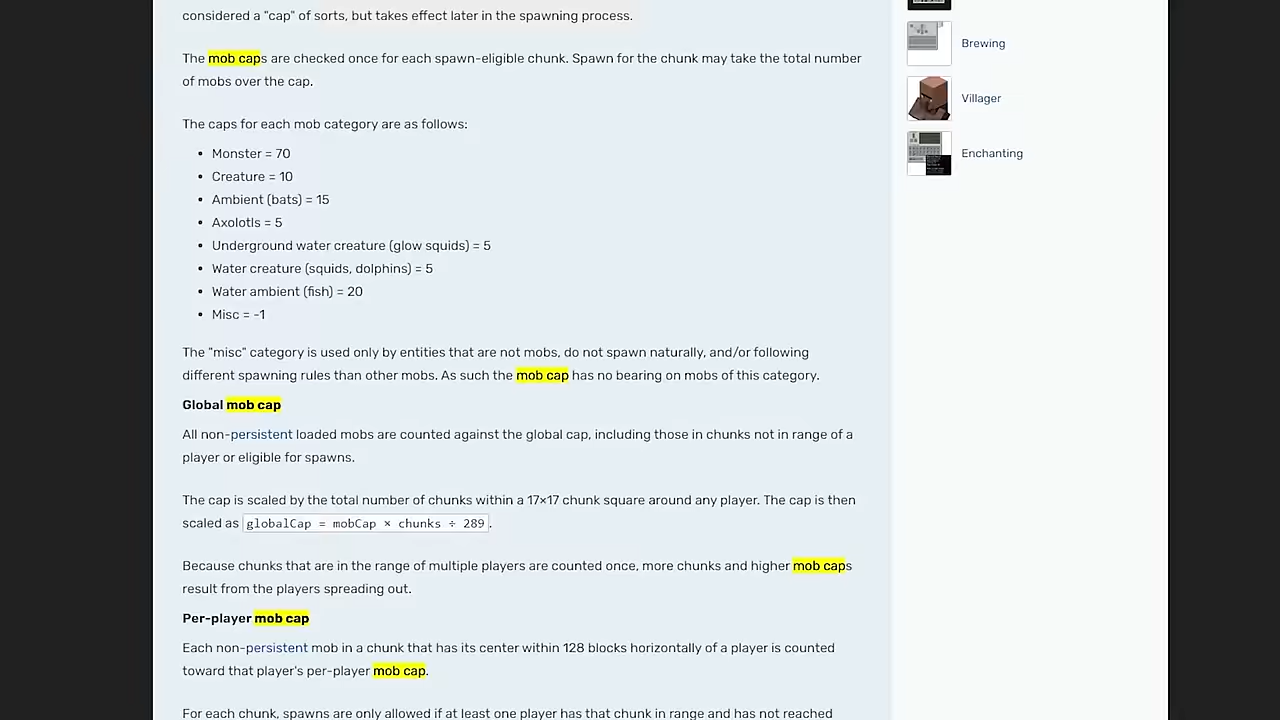 considered a "cap" of sorts, but takes effect later in the spawning process.
The mob caps are checked once for each spawn-eligible chunk. Spawn for the chunk may take the total number
of mobs over the cap.
The caps for each mob category are as follows:
Monster = 70
Creature = 10
Ambient (bats) = 15
Axolotls = 5
Underground water creature (glow squids) = 5
Water creature (squids, dolphins) = 5
Water ambient (fish) = 20
Misc = -1
The "misc" category is used only by entities that are not mobs, do not spawn naturally, and/or following
different spawning rules than other mobs. As such the mob cap has no bearing on mobs of this category.
Global mob cap
All non-persistent loaded mobs are counted against the global cap, including those in chunks not in range of a
player or eligible for spawns.
The cap is scaled by the total number of chunks within a 17×17 chunk square around any player. The cap is then
scaled as globalCap = mobCap × chunks ÷ 289.
Because chunks that are in the range of multiple players are counted once, more chunks and higher mob caps
result from the players spreading out.
Per-player mob cap
Each non-persistent mob in a chunk that has its center within 128 blocks horizontally of a player is counted
toward that player's per-player mob cap.
For each chunk, spawns are only allowed if at least one player has that chunk in range and has not reached
Brewing
Villager
Enchanting